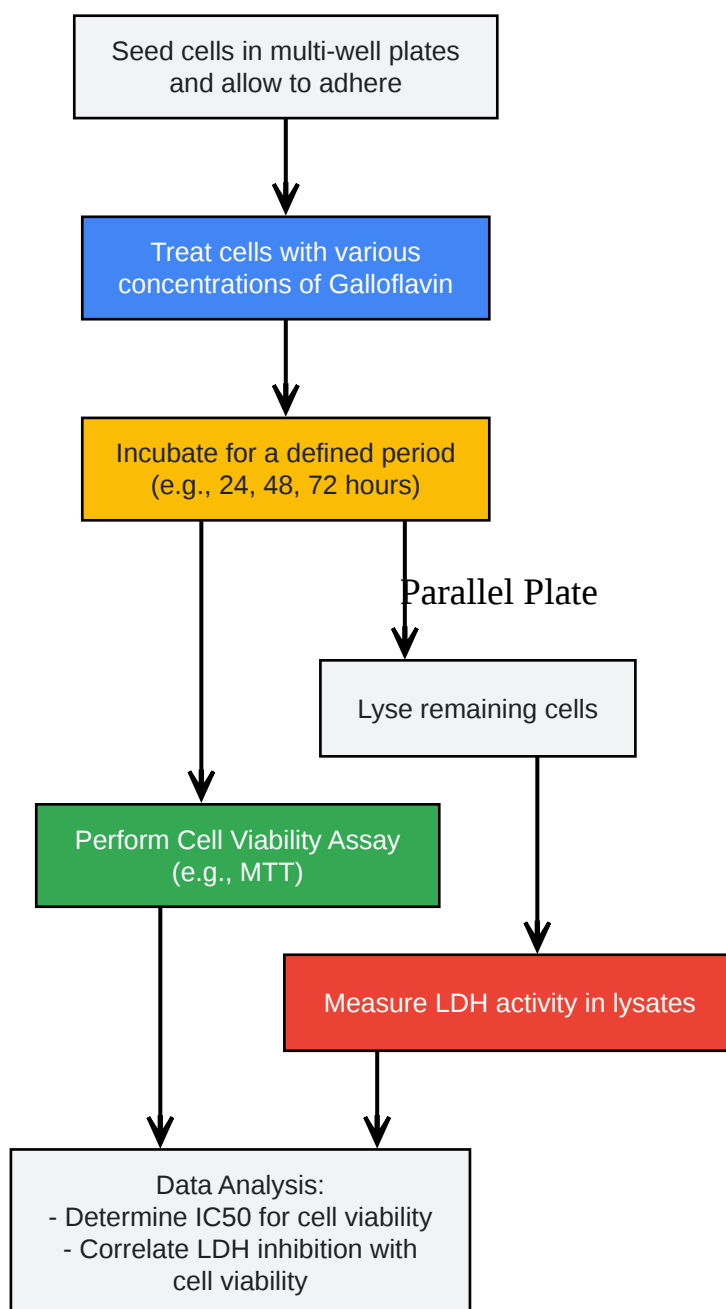 Seed cells in multi-well plates
and allow to adhere
Treat cells with various
concentrations of Galloflavin
Incubate for a defined period
(e.g., 24, 48, 72 hours)
Parallel Plate
Lyse remaining cells
Perform Cell Viability Assay
(e.g., MTT)
Measure LDH activity in lysates
Data Analysis:
- Determine IC50 for cell viability
- Correlate LDH inhibition with
cell viability